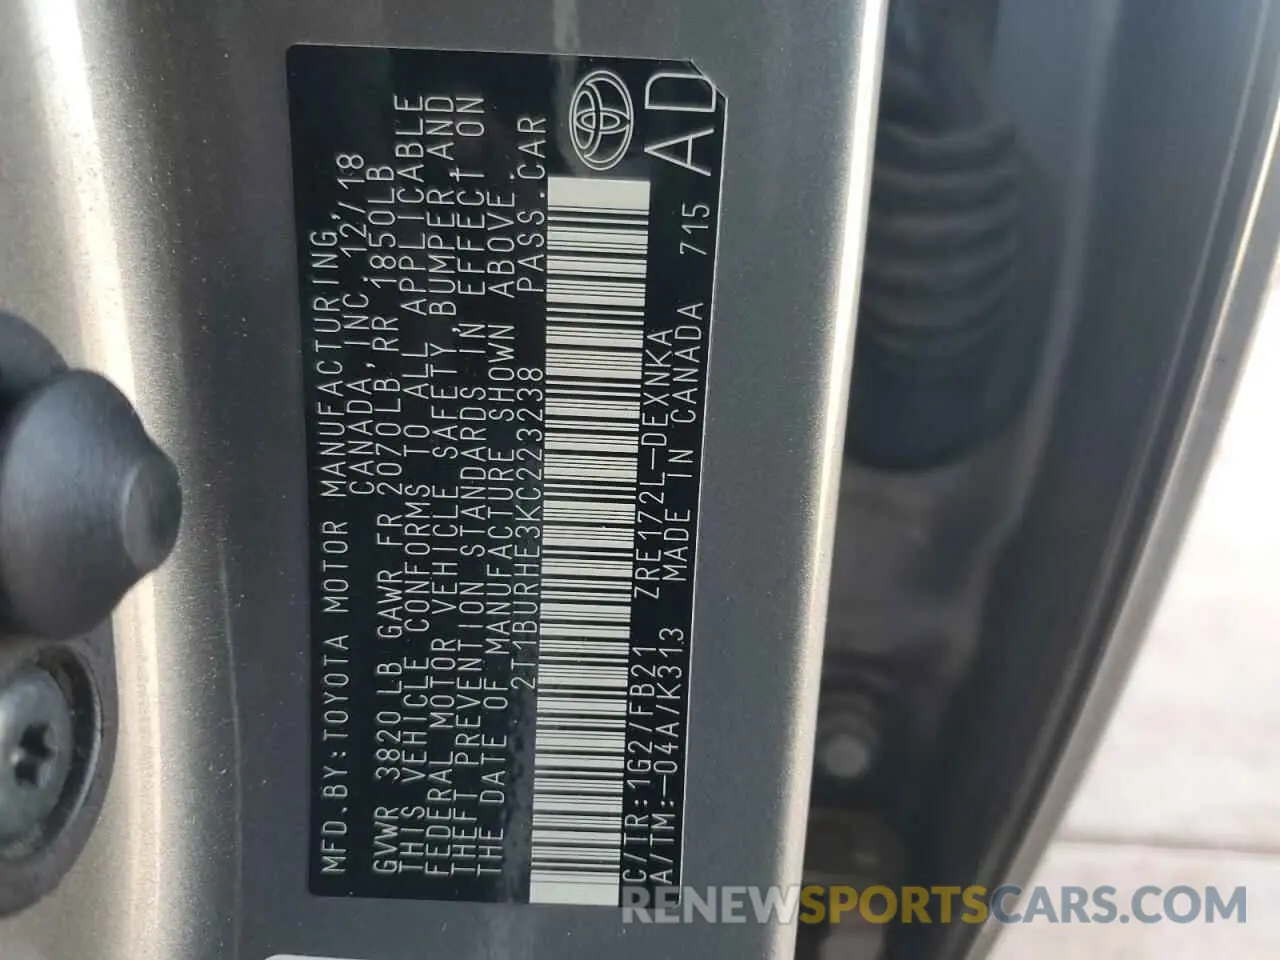 MFD.BY:TOYOTA MOTOR MANUFACTURING,
CANADA, INC. 12/18
GVWR 3820LB GAWR FR 2070LB, RR 1850LB
THIS VEHICLE CONFORMS TO ALL APPLICABLE
FEDERAL MOTOR VEHICLE SAFETY, BUMPER, AND
THEFT PREVENTION STANDARDS IN EFFECT ON
THE DATE OF MANUFACTURE SHOWN ABOVE.
2T1BURHE3KC223238 PASS.CAR
C/TR:1G2/FB21 ZRE172L-DEXNKA 715
A/TM:-04A/K313 MADE IN CANADA
AD
RENEWSPORTSCARS.COM